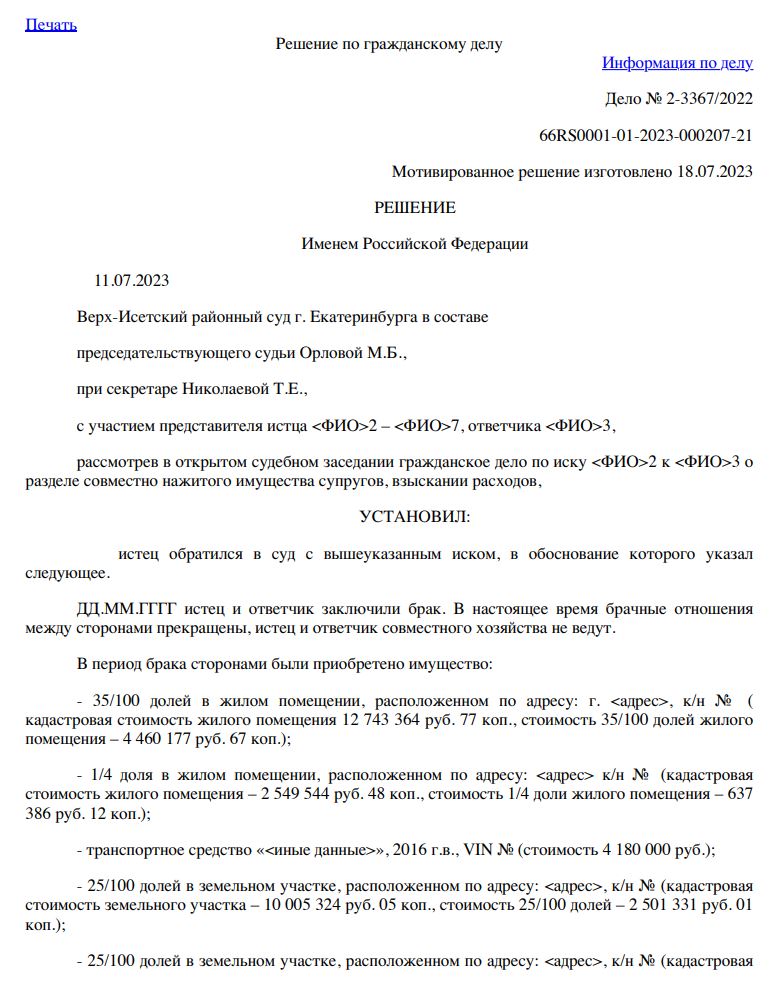 Печать
Решение по гражданскому делу
Информация по делу
Дело № 2-3367/2022
66RS0001-01-2023-000207-21
Мотивированное решение изготовлено 18.07.2023
РЕШЕНИЕ
Именем Российской Федерации
11.07.2023
Верх-Исетский районный суд г. Екатеринбурга в составе
председательствующего судьи Орловой М.Б.,
при секретаре Николаевой Т.Е.,
с участием представителя истца <ФИО>2 – <ФИО>7, ответчика <ФИО>3,
рассмотрев в открытом судебном заседании гражданское дело по иску <ФИО>2 к <ФИО>3 о
разделе совместно нажитого имущества супругов, взыскании расходов,
УСТАНОВИЛ:
истец обратился в суд с вышеуказанным иском, в обоснование которого указал
следующее.
ДД.ММ.ГГГГ истец и ответчик заключили брак. В настоящее время брачные отношения
между сторонами прекращены, истец и ответчик совместного хозяйства не ведут.
В период брака сторонами были приобретено имущество:
- 35/100 долей в жилом помещении, расположенном по адресу: г. <адрес>, к/н № (
кадастровая стоимость жилого помещения 12 743 364 руб. 77 коп., стоимость 35/100 долей жилого
помещения – 4 460 177 руб. 67 коп.);
- 1/4 доля в жилом помещении, расположенном по адресу: <адрес> к/н № (кадастровая
стоимость жилого помещения – 2 549 544 руб. 48 коп., стоимость 1/4 доли жилого помещения – 637
386 руб. 12 коп.);
- транспортное средство «<иные данные>», 2016 г.в., VIN № (стоимость 4 180 000 руб.);
- 25/100 долей в земельном участке, расположенном по адресу: <адрес>, к/н № (кадастровая
стоимость земельного участка – 10 005 324 руб. 05 коп., стоимость 25/100 долей – 2 501 331 руб. 01
коп.);
- 25/100 долей в земельном участке, расположенном по адресу: <адрес>, к/н № (кадастровая